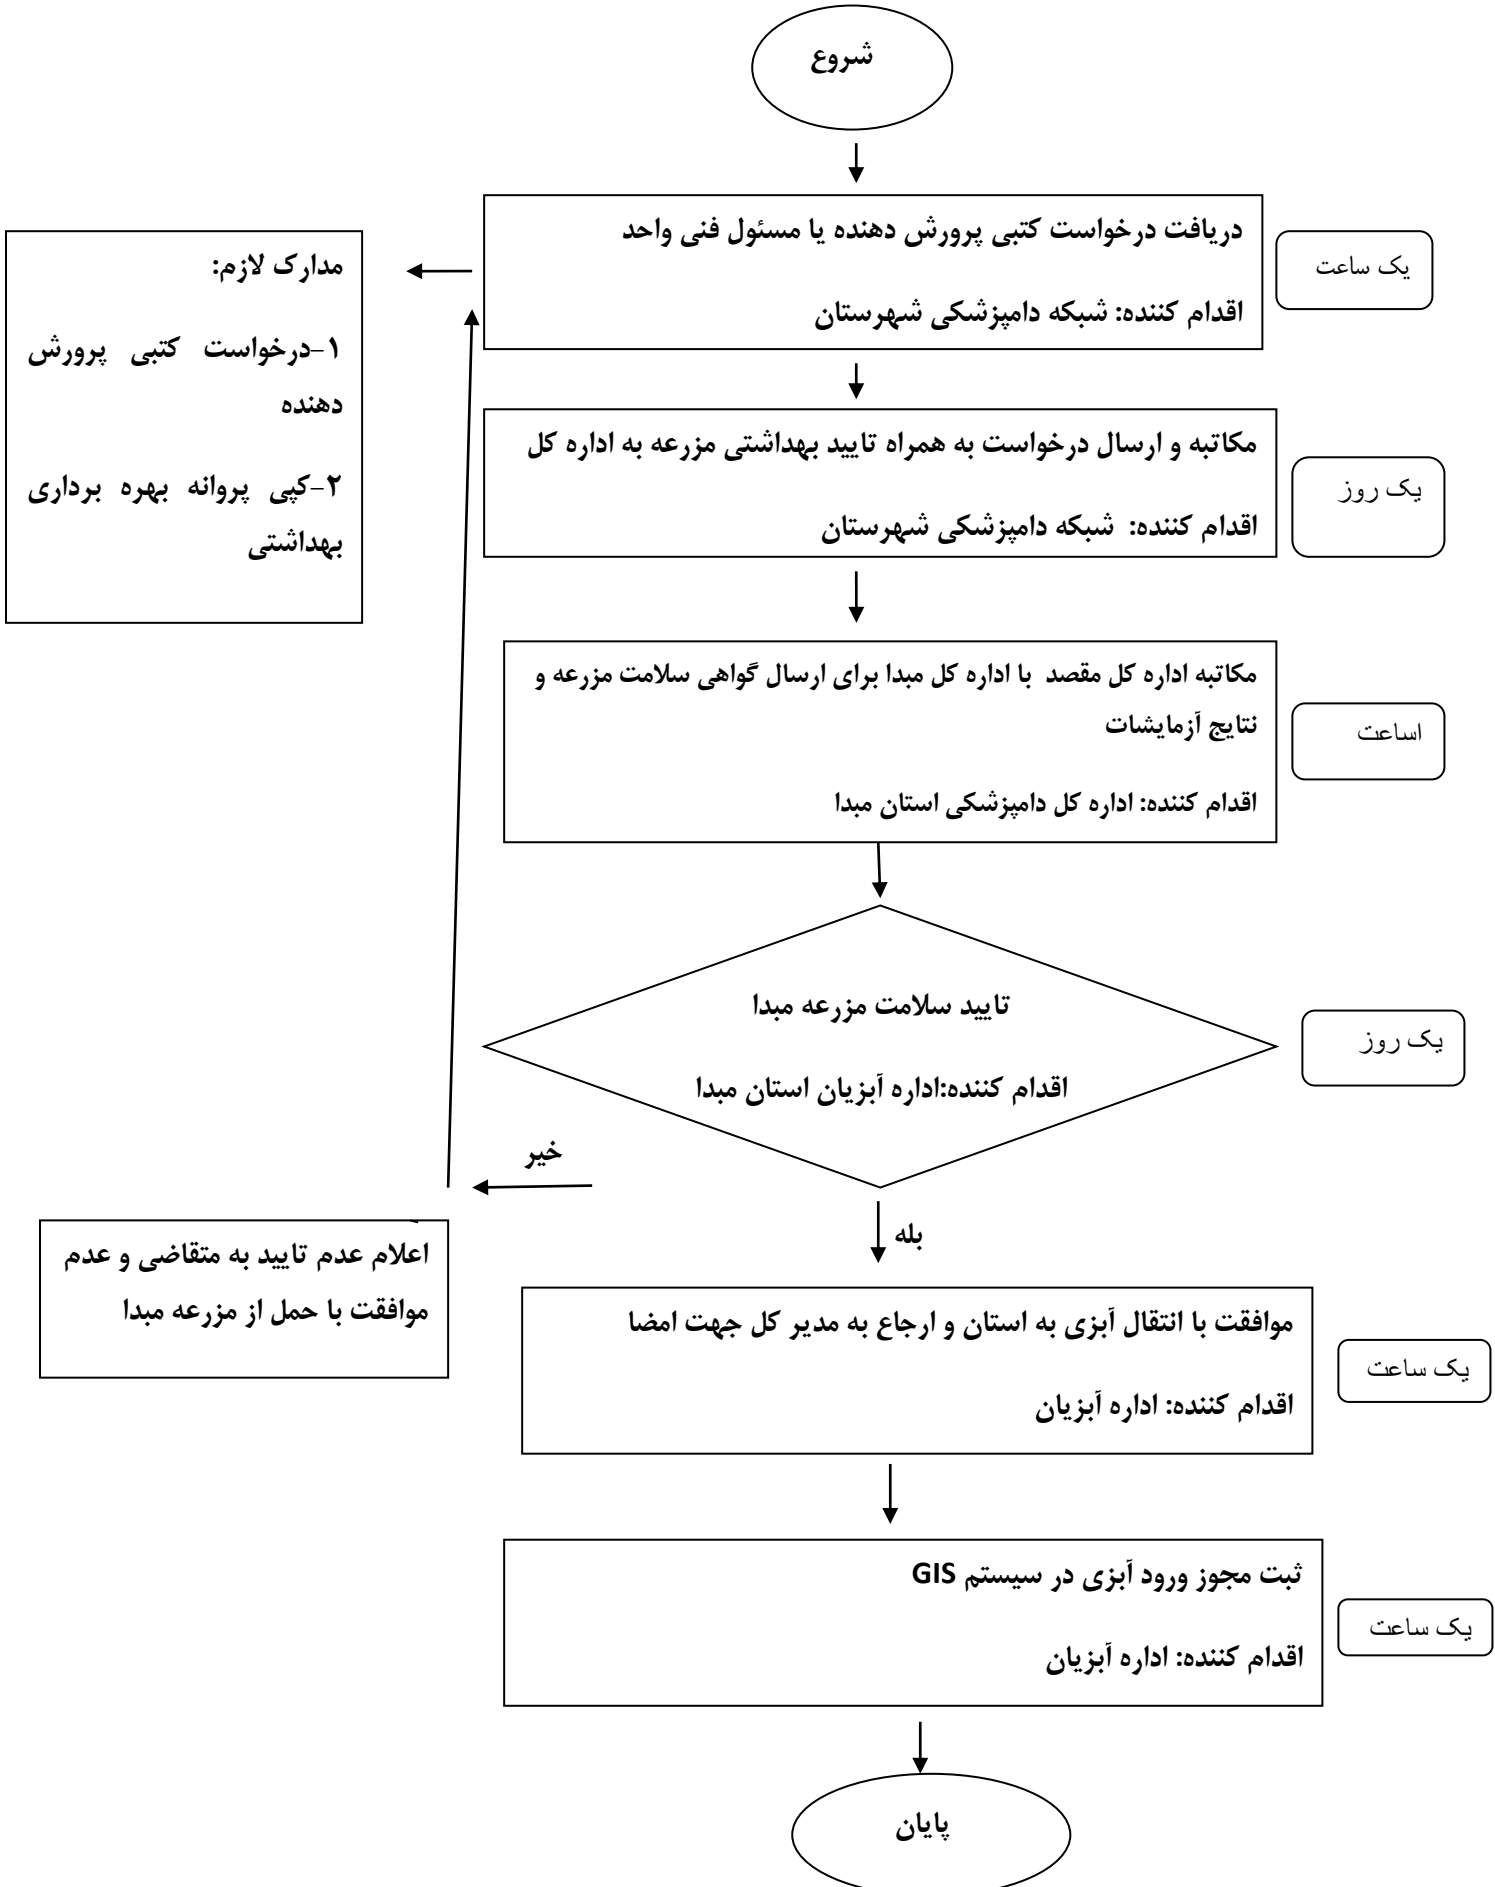 شروع
دریافت درخواست کتبی پرورش دهنده یا مسئول فنی واحد
اقدام کننده: شبکه دامپزشکی شهرستان
یک ساعت
مدارک لازم:
۱-درخواست کتبی پرورش
دهنده
۲-کپی پروانه بهره برداری
بهداشتی
مکاتبه و ارسال درخواست به همراه تایید بهداشتی مزرعه به اداره کل
اقدام کننده: شبکه دامپزشکی شهرستان
یک روز
مکاتبه اداره کل مقصد با اداره کل مبدا برای ارسال گواهی سلامت مزرعه و
نتایج آزمایشات
اقدام کننده: اداره کل دامپزشکی استان مبدا
اساعت
تایید سلامت مزرعه مبدا
اقدام کننده:اداره آبزیان استان مبدا
یک روز
خیر
بله
اعلام عدم تایید به متقاضی و عدم
موافقت با حمل از مزرعه مبدا
موافقت با انتقال آبزی به استان و ارجاع به مدیر کل جهت امضا
اقدام کننده: اداره آبزیان
یک ساعت
ثبت مجوز ورود آبزی در سیستم GIS
اقدام کننده: اداره آبزیان
یک ساعت
پایان